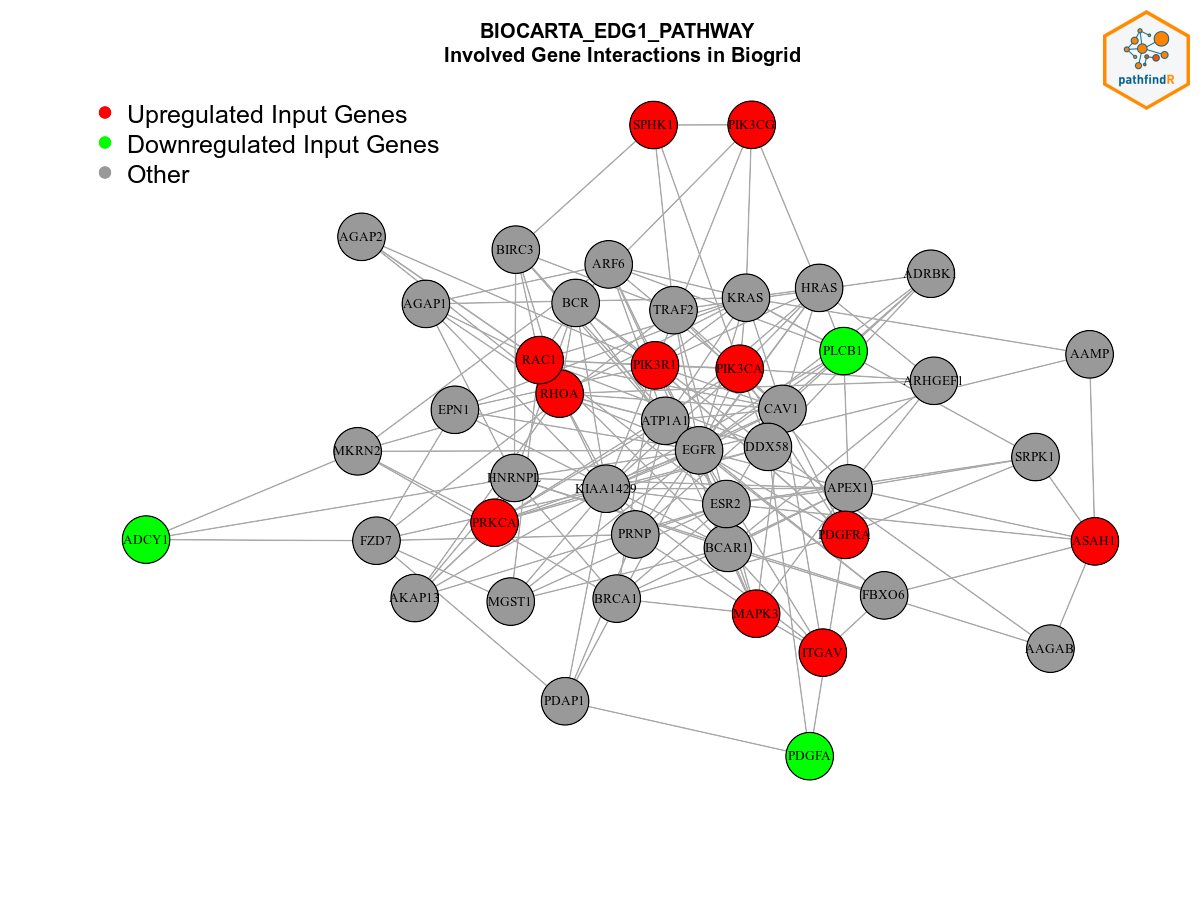 BIOCARTA_EDG1_PATHWAY
Involved Gene Interactions in Biogrid
pathfindR
Upregulated Input Genes
Downregulated Input Genes
Other
SPHK1
PIK3CG
AGAP2
BIRC3
ARF6
ADRBK1
HRAS
KRAS
AGAP1
BCR
TRAF2
PLCB1
AAMP
RAC1
PIK3R1
PIK3CA
ARHGEF1
RHOA
EPN1
CAV1
ATP1A1
DDX58
EGFR
MKRN2
SRPK1
HNRNPL
KIAA1429
APEX1
ESR2
PRKCA
PRNP
PDGFRA
ADCY1
FZD7
BCAR1
ASAH1
AKAP13
MGST1
BRCA1
FBXO6
MAPK3
ITGAV
AAGAB
PDAP1
PDGFA